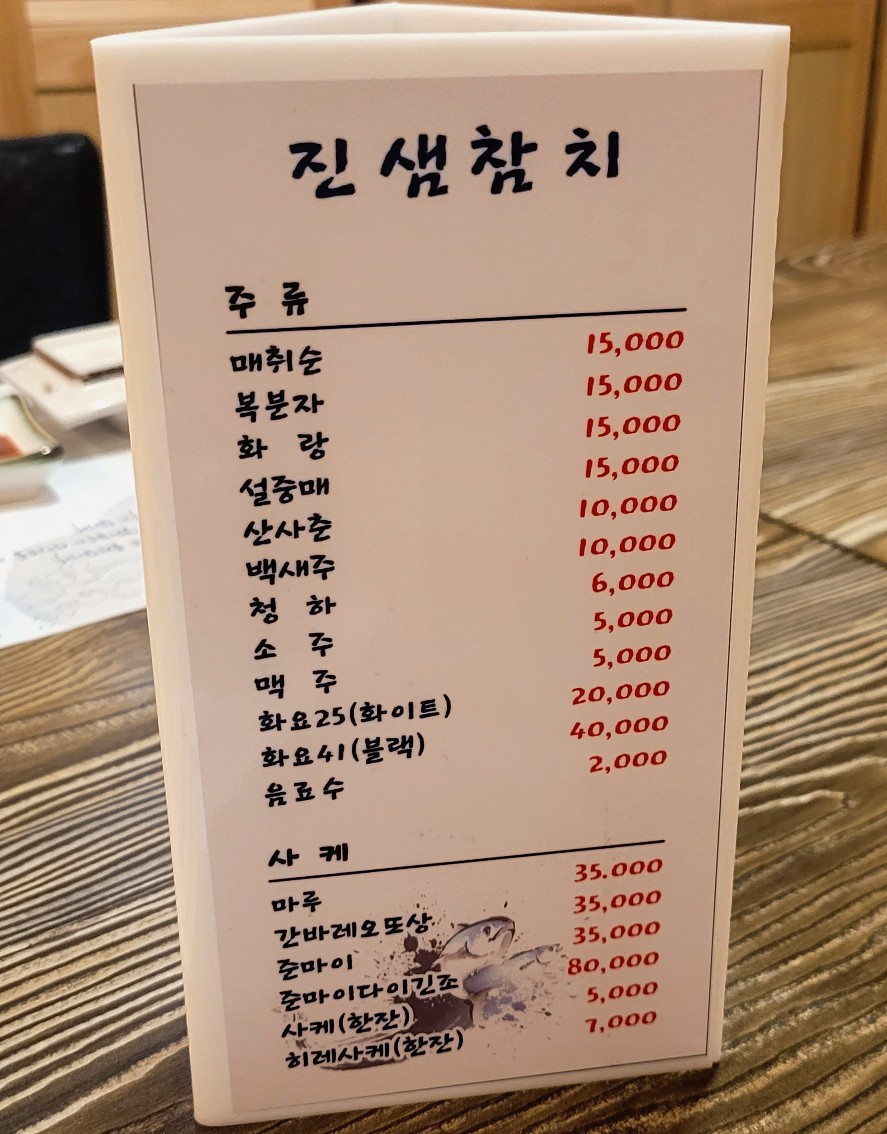 진샘참치
주 류
매취순 15,000
복분자 15,000
화 랑 15,000
설중매 15,000
산사춘 10,000
백새주 10,000
청 하 6,000
소 주 5,000
맥 주 5,000
화요25(화이트) 20,000
화요41(블랙) 40,000
음료수 2,000
사 케
마루 35.000
간바레오또상 35,000
준마이 35,000
준마이다이긴죠 80,000
사케(한잔) 5,000
히레사케(한잔) 7,000